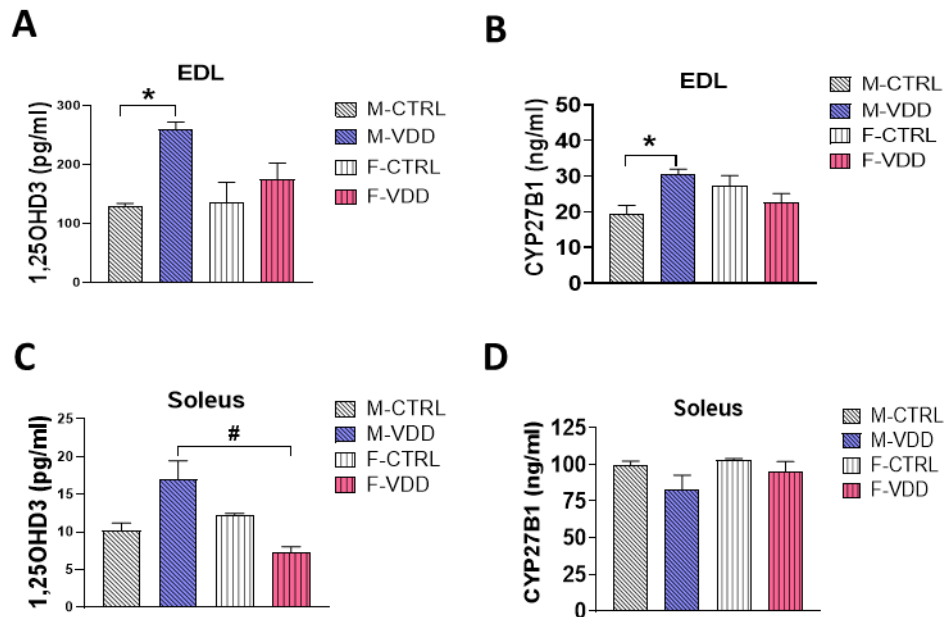 A
EDL
*
1,25OHD3 (pg/ml)
300
200
100
0
M-CTRL
M-VDD
F-CTRL
F-VDD
B
EDL
*
CYP27B1 (ng/ml)
50
40
30
20
10
0
M-CTRL
M-VDD
F-CTRL
F-VDD
C
Soleus
#
1,25OHD3 (pg/ml)
25
20
15
10
5
0
M-CTRL
M-VDD
F-CTRL
F-VDD
D
Soleus
CYP27B1 (ng/ml)
125
100
75
50
25
0
M-CTRL
M-VDD
F-CTRL
F-VDD